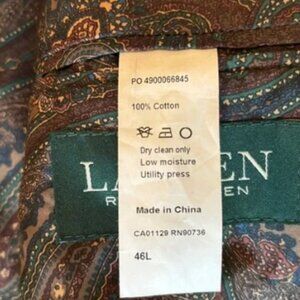 PO 4900066845
100% Cotton
Dry clean only
Low moisture
Utility press
Made in China
CA01129 RN90736
46L